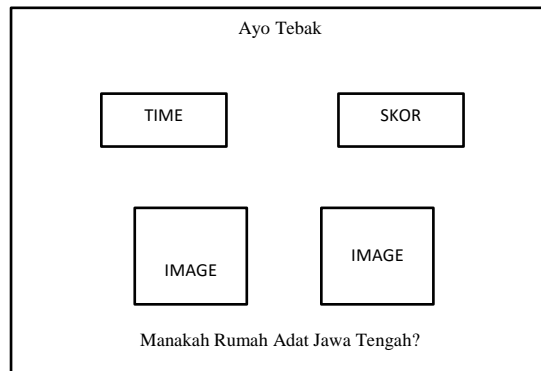 Ayo Tebak
TIME SKOR
IMAGE IMAGE
Manakah Rumah Adat Jawa Tengah?